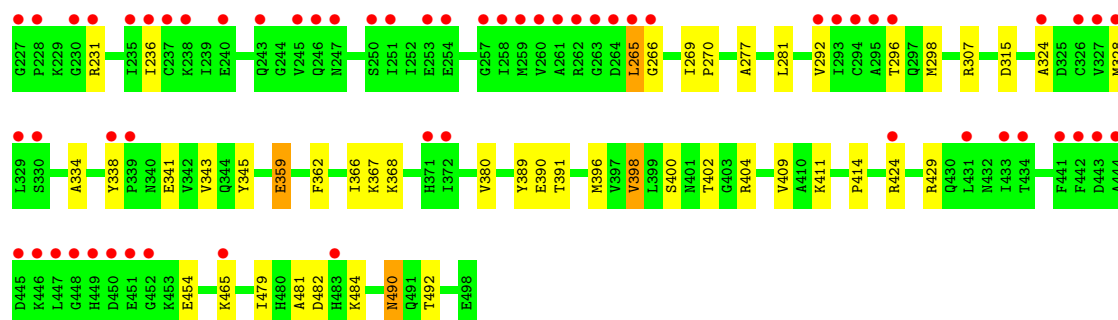 G227 P228 K229 G230 R231 I235 I236 C237 K238 I239 E240 Q243 G244 V245 Q246 N247 S250 I251 I252 E253 E254 G257 I258 M259 V260 A261 R262 G263 D264 L265 G266 I269 P270 A277 L281 V292 I293 C294 A295 T296 Q297 M298 R307 D315 A324 D325 C326 V327 M328
L329 S330 A334 Y338 P339 N340 E341 V342 V343 Q344 Y345 E359 F362 I366 K367 K368 H371 I372 V380 Y389 E390 T391 M396 V397 V398 L399 S400 N401 T402 G403 R404 V409 A410 K411 P414 R424 R429 Q430 L431 N432 I433 T434 F441 F442 D443 A444
D445 K446 L447 G448 H449 D450 E451 G452 K453 E454 K465 I479 H480 A481 D482 H483 K484 N490 Q491 T492 E498